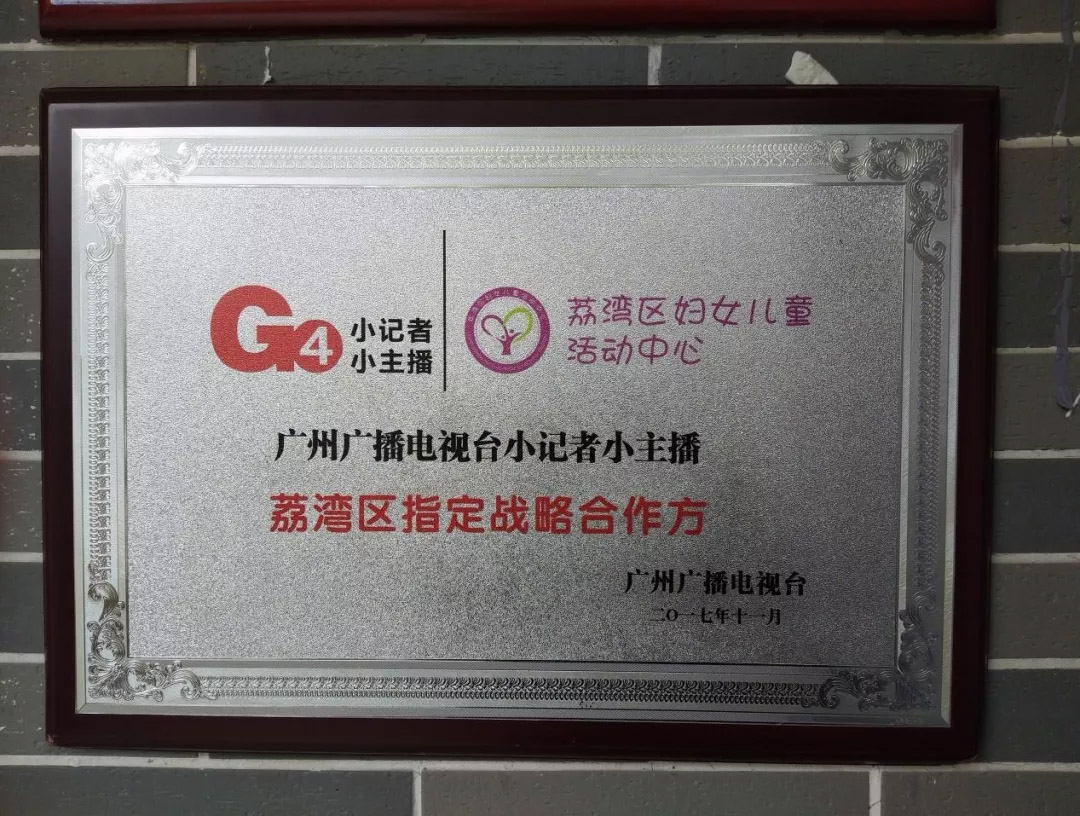 G4
小记者
小主播
荔湾区妇女儿童
活动中心
广州广播电视台小记者小主播
荔湾区指定战略合作方
广州广播电视台
二〇一七年十一月